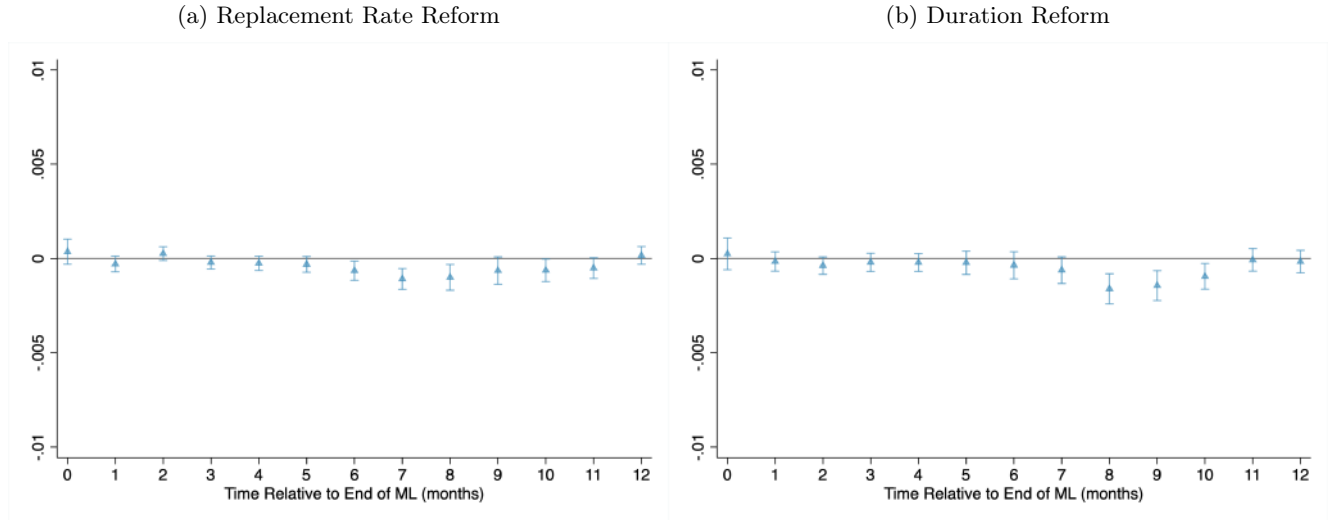 (a) Replacement Rate Reform
.01
.005
0
-.005
-.01
0 1 2 3 4 5 6 7 8 9 10 11 12
Time Relative to End of ML (months)
(b) Duration Reform
.01
.005
0
-.005
-.01
0 1 2 3 4 5 6 7 8 9 10 11 12
Time Relative to End of ML (months)